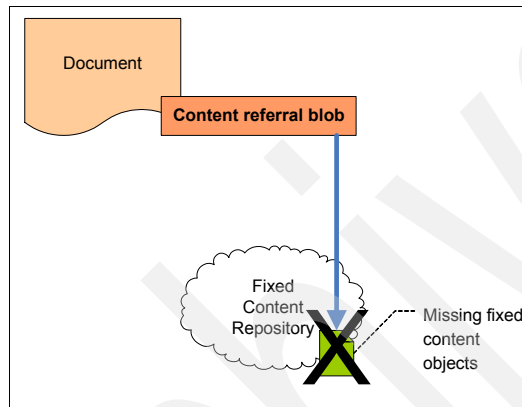 Document
Content referral blob
Fixed
Content
Repository
Missing fixed
content
objects